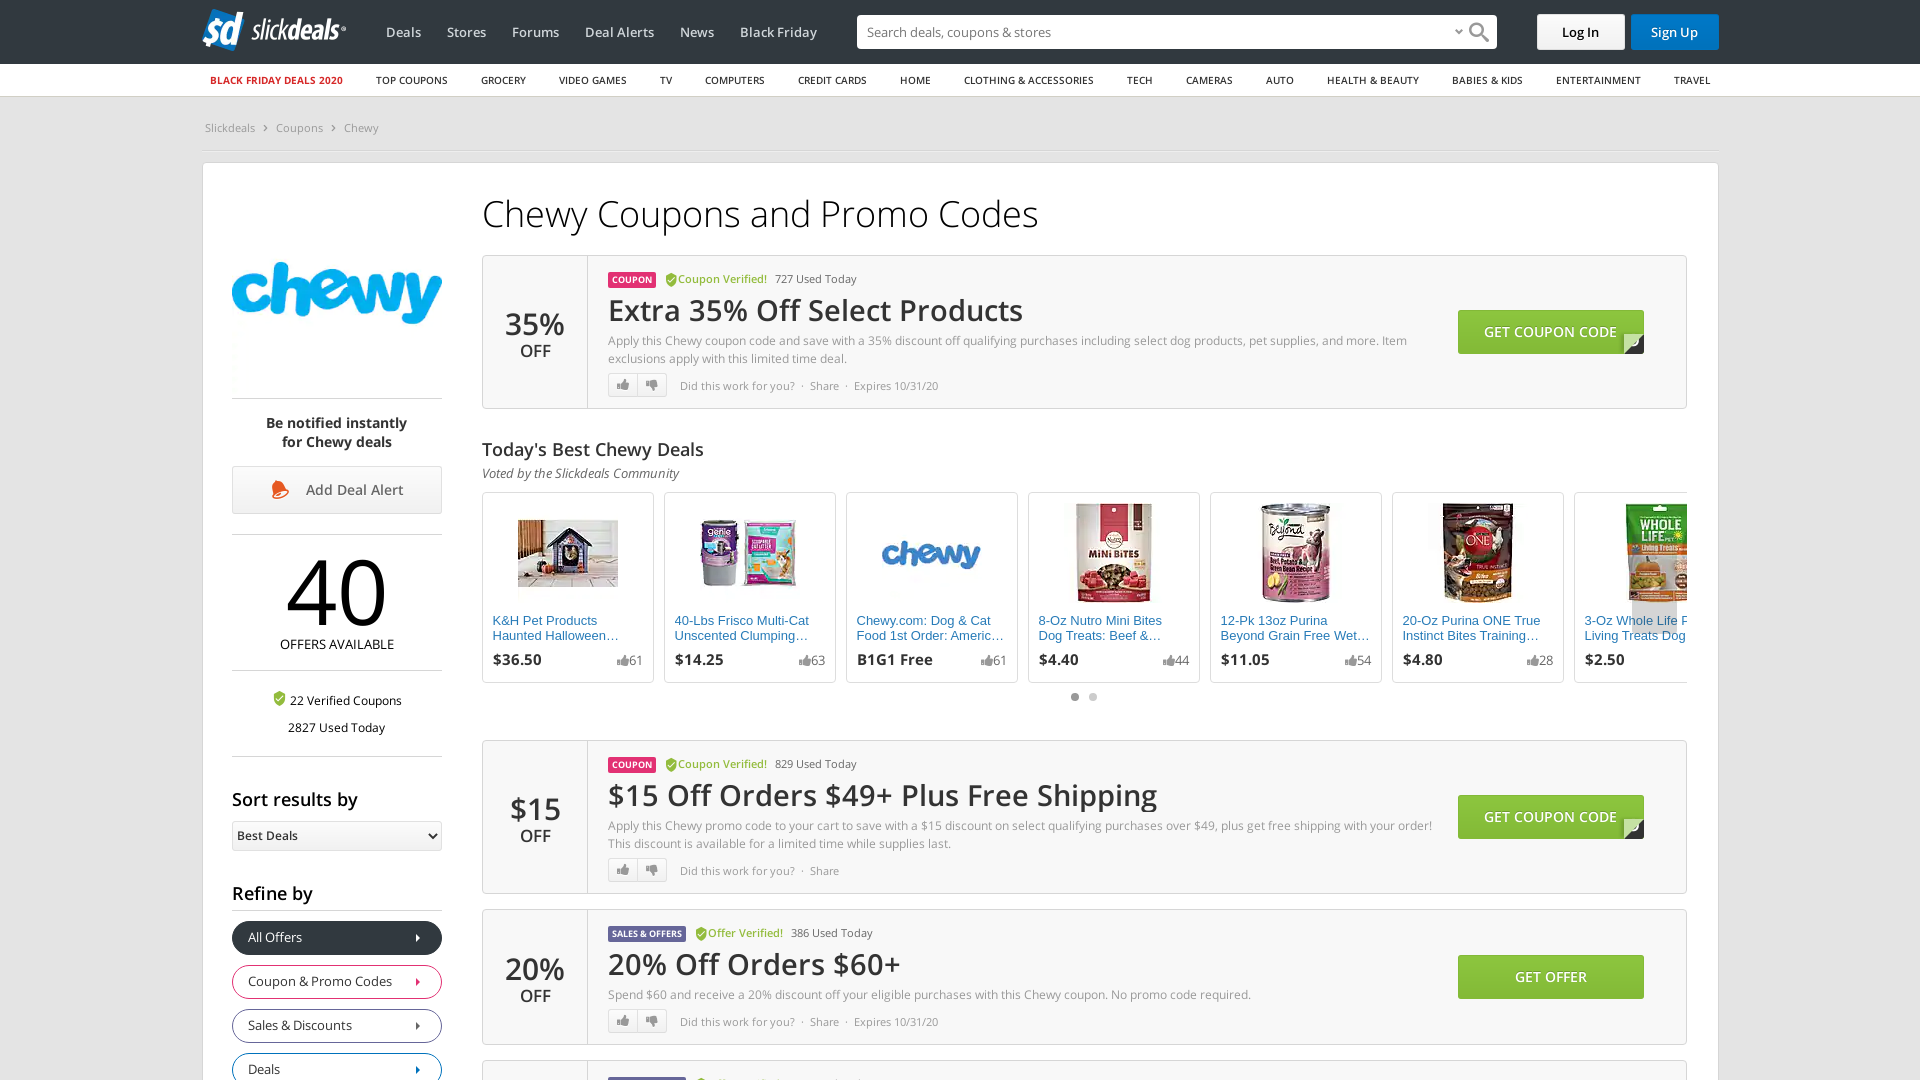 slickdeals
Deals
Stores
Forums
Deal Alerts
News
Black Friday
Search deals, coupons & stores
Log In
Sign Up
BLACK FRIDAY DEALS 2020
TOP COUPONS
GROCERY
VIDEO GAMES
TV
COMPUTERS
CREDIT CARDS
HOME
CLOTHING & ACCESSORIES
TECH
CAMERAS
AUTO
HEALTH & BEAUTY
BABIES & KIDS
ENTERTAINMENT
TRAVEL
Slickdeals > Coupons > Chewy
chewy
Be notified instantly
for Chewy deals
Add Deal Alert
40
OFFERS AVAILABLE
22 Verified Coupons
2827 Used Today
Sort results by
Best Deals
Refine by
All Offers
Coupon & Promo Codes
Sales & Discounts
Deals
Chewy Coupons and Promo Codes
35%
OFF
COUPON Coupon Verified! 727 Used Today
Extra 35% Off Select Products
Apply this Chewy coupon code and save with a 35% discount off qualifying purchases including select dog products, pet supplies, and more. Item
exclusions apply with this limited time deal.
Did this work for you? · Share · Expires 10/31/20
GET COUPON CODE
Today's Best Chewy Deals
Voted by the Slickdeals Community
K&H Pet Products
Haunted Halloween…
$36.50 61
genie
40-Lbs Frisco Multi-Cat
Unscented Clumping…
$14.25 63
chewy
Chewy.com: Dog & Cat
Food 1st Order: Americ…
B1G1 Free 61
MiNi BiTES
8-Oz Nutro Mini Bites
Dog Treats: Beef &…
$4.40 44
Beyond
12-Pk 13oz Purina
Beyond Grain Free Wet…
$11.05 54
ONE
20-Oz Purina ONE True
Instinct Bites Training…
$4.80 28
WHOLE
LIFE
Living Treats
3-Oz Whole Life P
Living Treats Dog
$2.50
$15
OFF
COUPON Coupon Verified! 829 Used Today
$15 Off Orders $49+ Plus Free Shipping
Apply this Chewy promo code to your cart to save with a $15 discount on select qualifying purchases over $49, plus get free shipping with your order!
This discount is available for a limited time while supplies last.
Did this work for you? · Share
GET COUPON CODE
20%
OFF
SALES & OFFERS Offer Verified! 386 Used Today
20% Off Orders $60+
Spend $60 and receive a 20% discount off your eligible purchases with this Chewy coupon. No promo code required.
Did this work for you? · Share · Expires 10/31/20
GET OFFER